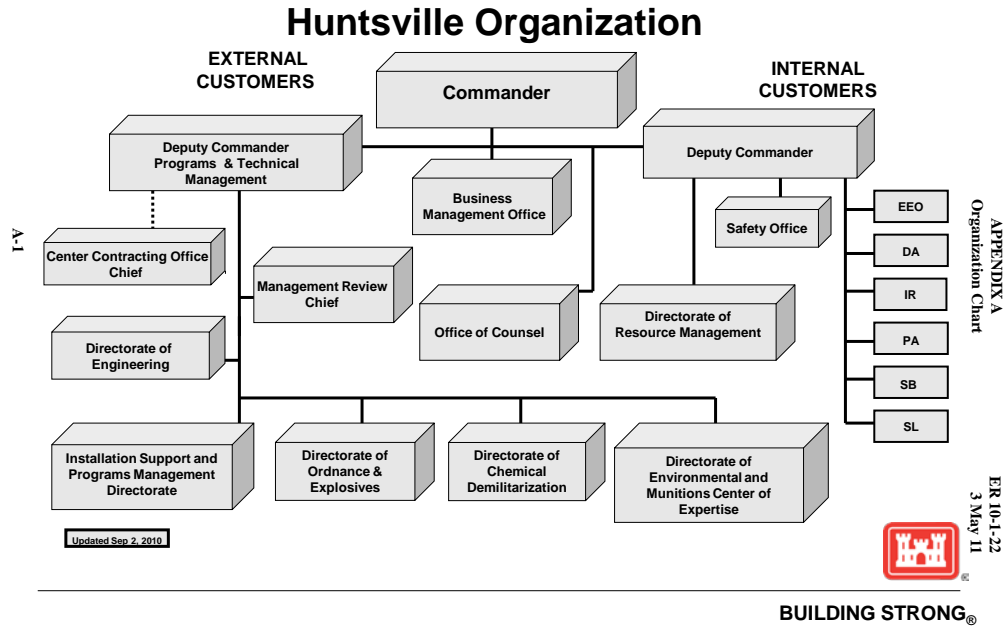 Huntsville Organization
EXTERNAL
CUSTOMERS
INTERNAL
CUSTOMERS
Commander
Deputy Commander
Programs & Technical
Management
Deputy Commander
Business
Management Office
Safety Office
EEO
DA
IR
PA
SB
SL
Center Contracting Office
Chief
Management Review
Chief
Office of Counsel
Directorate of
Resource Management
Directorate of
Engineering
Installation Support and
Programs Management
Directorate
Directorate of
Ordnance &
Explosives
Directorate of
Chemical
Demilitarization
Directorate of
Environmental and
Munitions Center of
Expertise
Updated Sep 2, 2010
A-1
APPENDIX A
Organization Chart
ER 10-1-22
3 May 11
®
BUILDING STRONG®